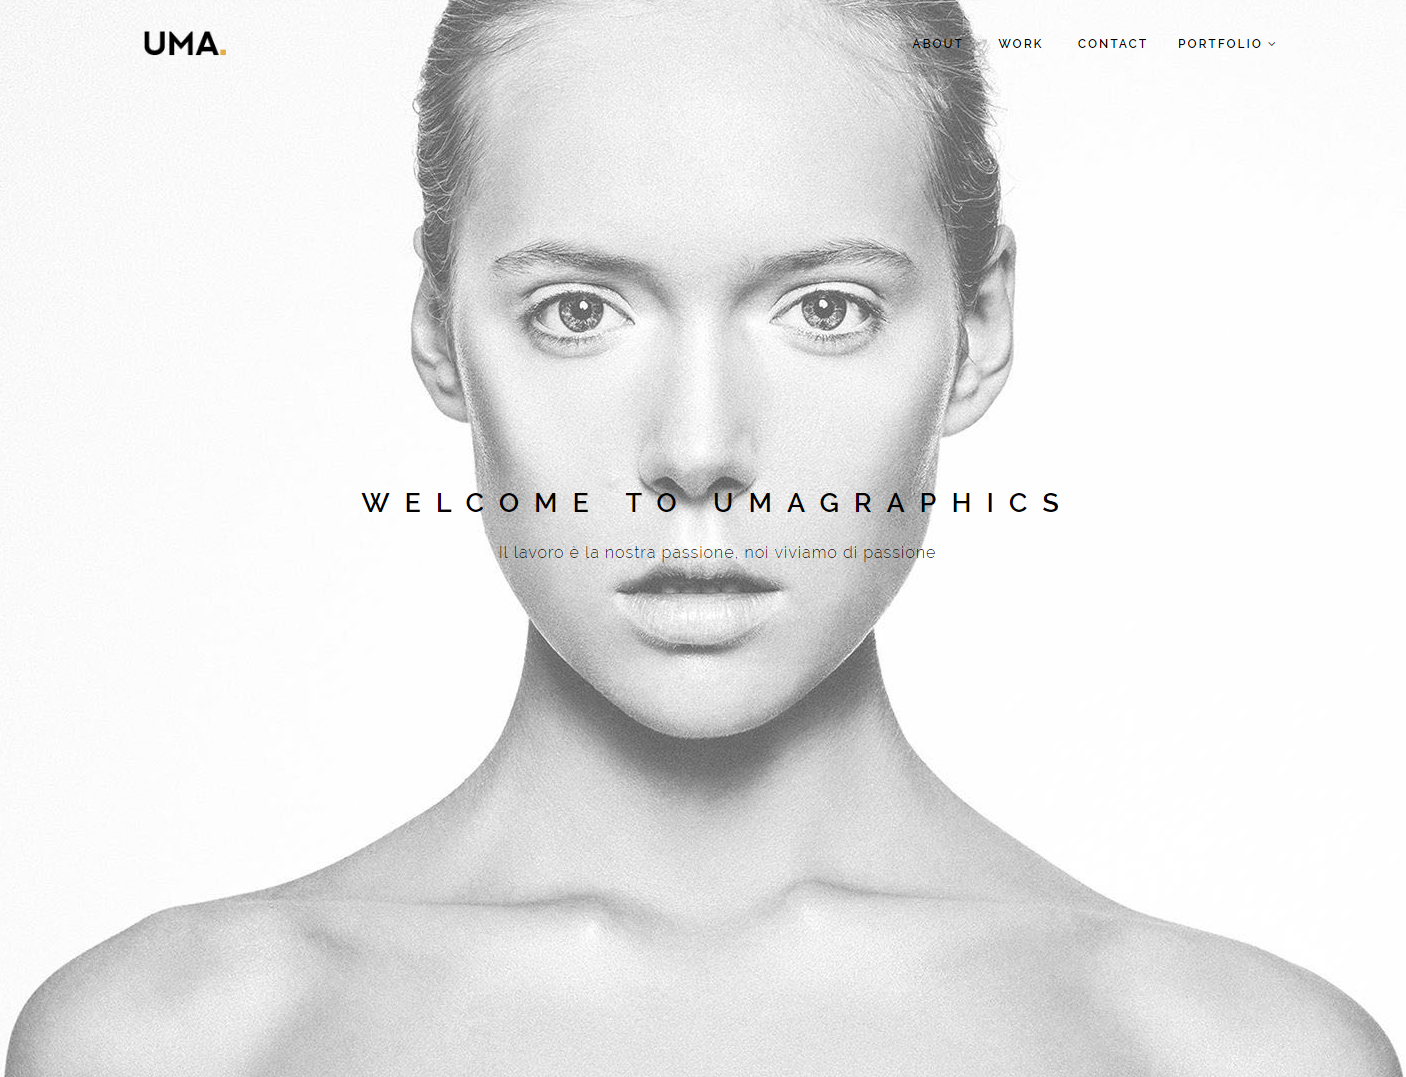 UMA.
ABOUT WORK CONTACT PORTFOLIO
WELCOME TO UMAGRAPHICS
Il lavoro è la nostra passione, noi viviamo di passione